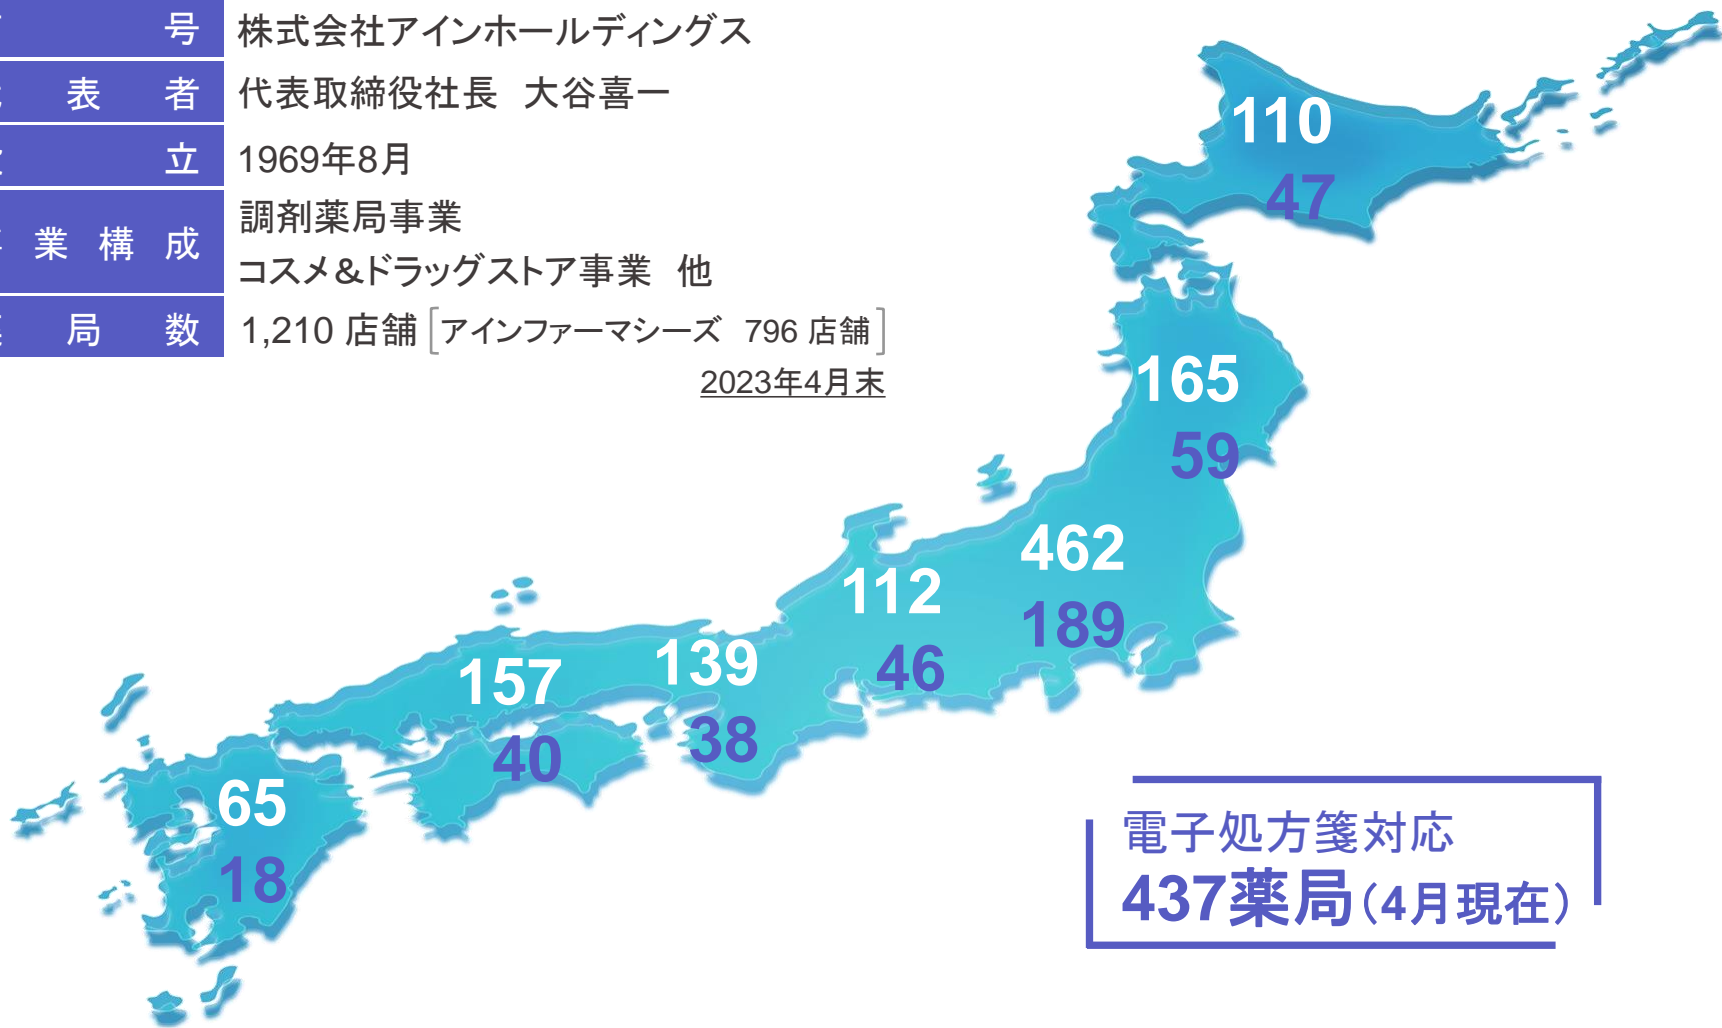 号 株式会社アインホールディングス
表 者 代表取締役社長 大谷喜一
立 1969年8月
業 構 成 調剤薬局事業
コスメ&ドラッグストア事業 他
局 数 1,210 店舗 [アインファーマシーズ 796 店舗]
2023年4月末
110
47
165
59
462
189
112
46
139
38
157
40
65
18
電子処方箋対応
437薬局(4月現在)